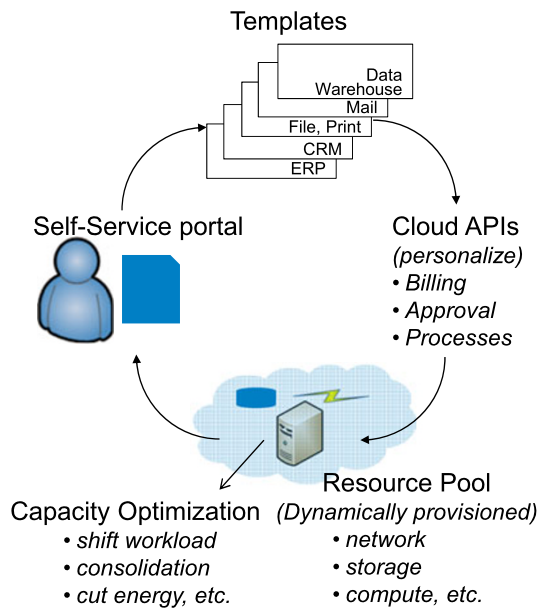 Templates
Data
Warehouse
Mail
File, Print
CRM
ERP
Self-Service portal
Cloud APIs
(personalize)
• Billing
• Approval
• Processes
Resource Pool
(Dynamically provisioned)
• network
• storage
• compute, etc.
Capacity Optimization
• shift workload
• consolidation
• cut energy, etc.